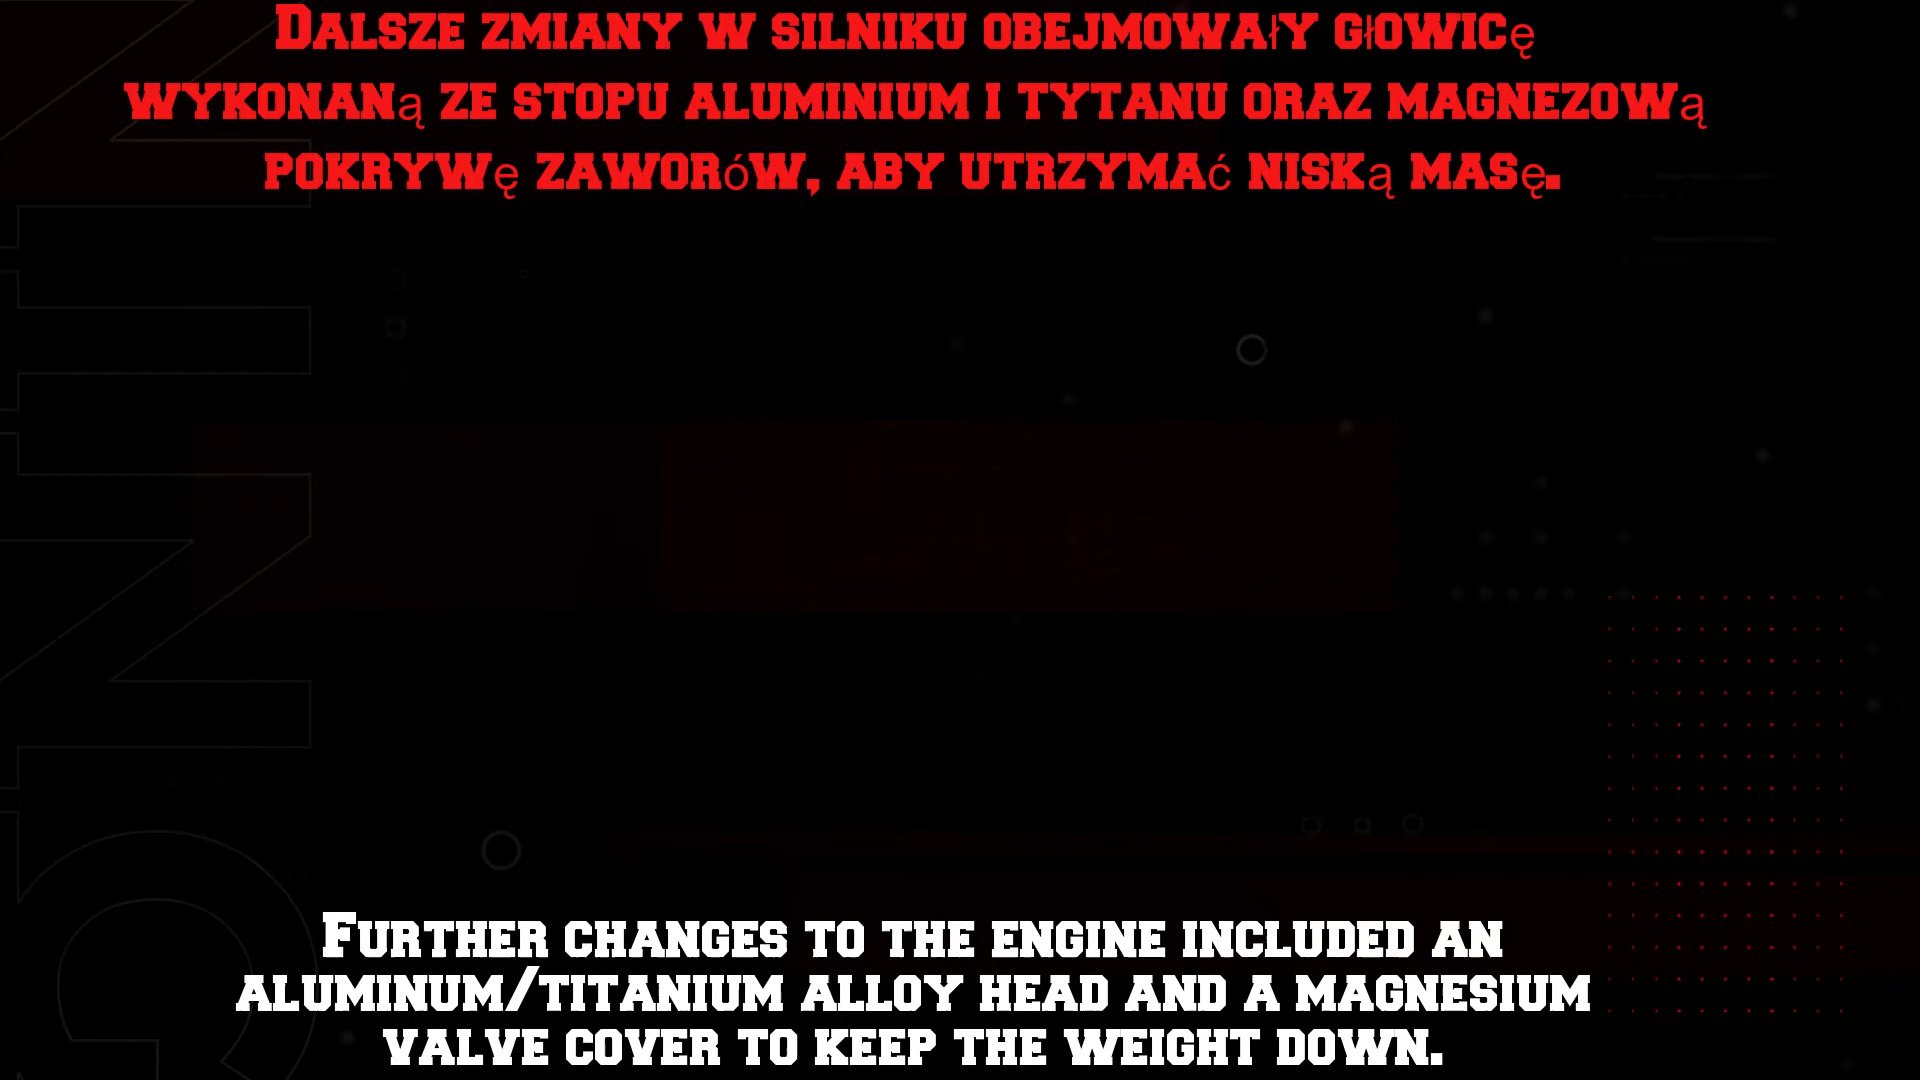 Dalsze zmiany w silniku obejmowały głowicę
wykonaną ze stopu aluminium i tytanu oraz magnezową
pokrywę zaworów, aby utrzymać niską masę.
Further changes to the engine included an
aluminum/titanium alloy head and a magnesium
valve cover to keep the weight down.